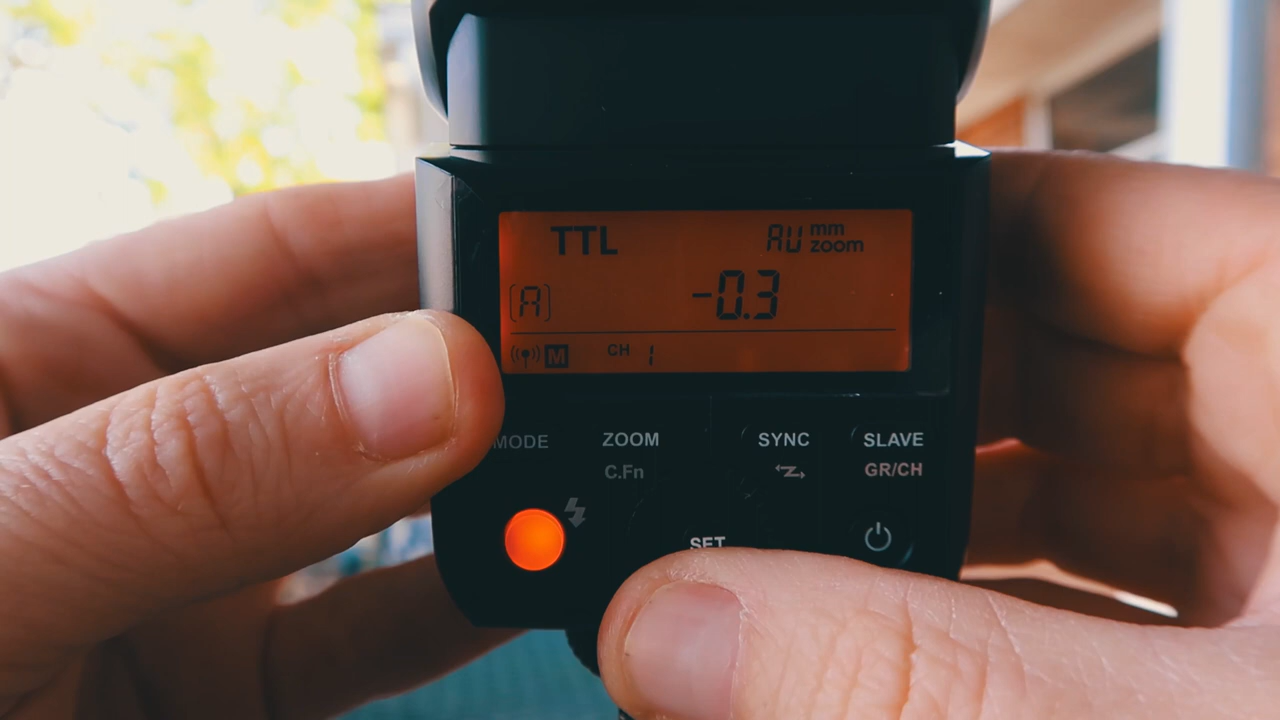 TTL AU mm zoom
(A) -0.3
M CH 1
MODE ZOOM SYNC SLAVE
C.Fn GR/CH
SET